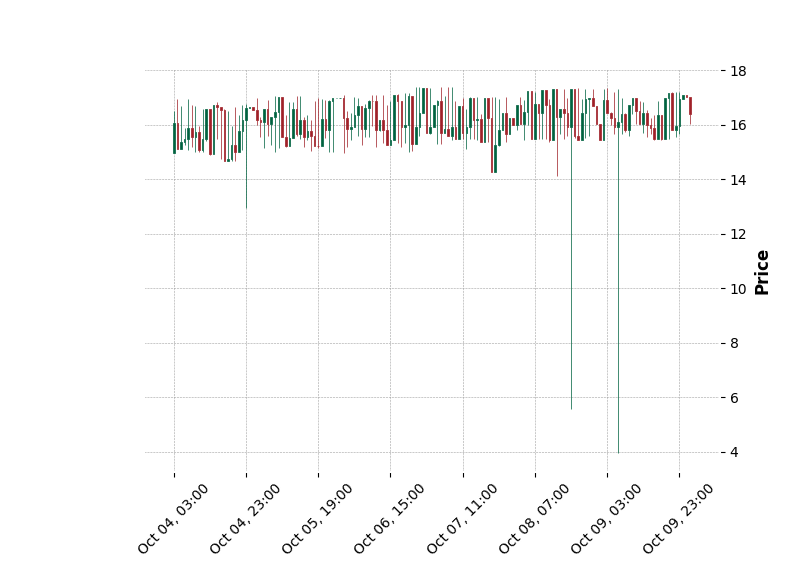 18
16
14
12
10
8
6
4
Price
Oct 04, 03:00
Oct 04, 23:00
Oct 05, 19:00
Oct 06, 15:00
Oct 07, 11:00
Oct 08, 07:00
Oct 09, 03:00
Oct 09, 23:00